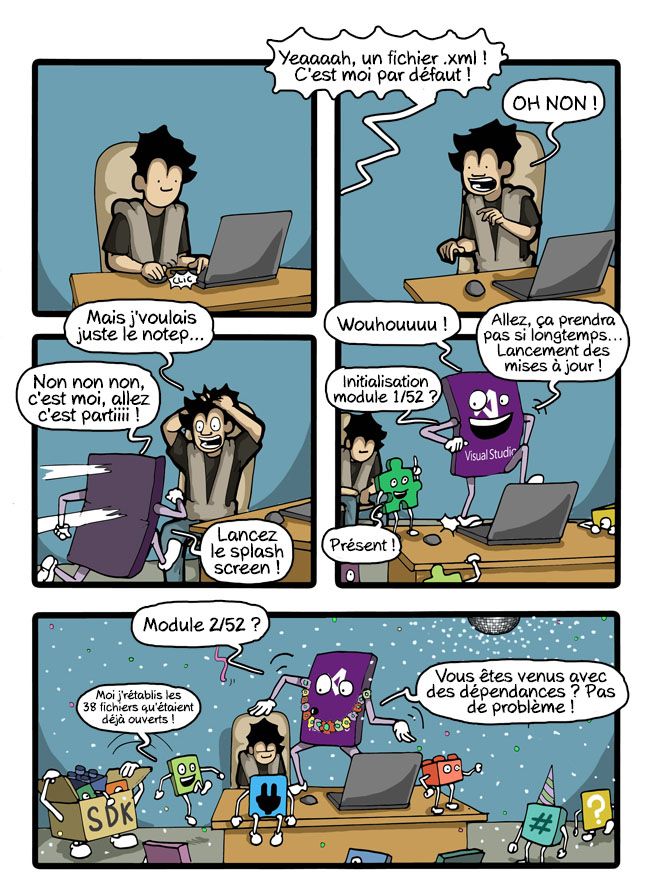 Yeaaaah, un fichier .xml !
C'est moi par défaut !
OH NON !
CLIC
Mais j'voulais
juste le notep...
Non non non,
c'est moi, allez
c'est partiiii !
Lancez
le splash
screen !
Wouhouuuu !
Allez, ça prendra
pas si longtemps...
Lancement des
mises à jour !
Initialisation
module 1/52 ?
Visual Studio
Présent !
Module 2/52 ?
Moi j'rétablis les
38 fichiers qu'étaient
déjà ouverts !
Vous êtes venus avec
des dépendances ? Pas
de problème !
SDK
#
?